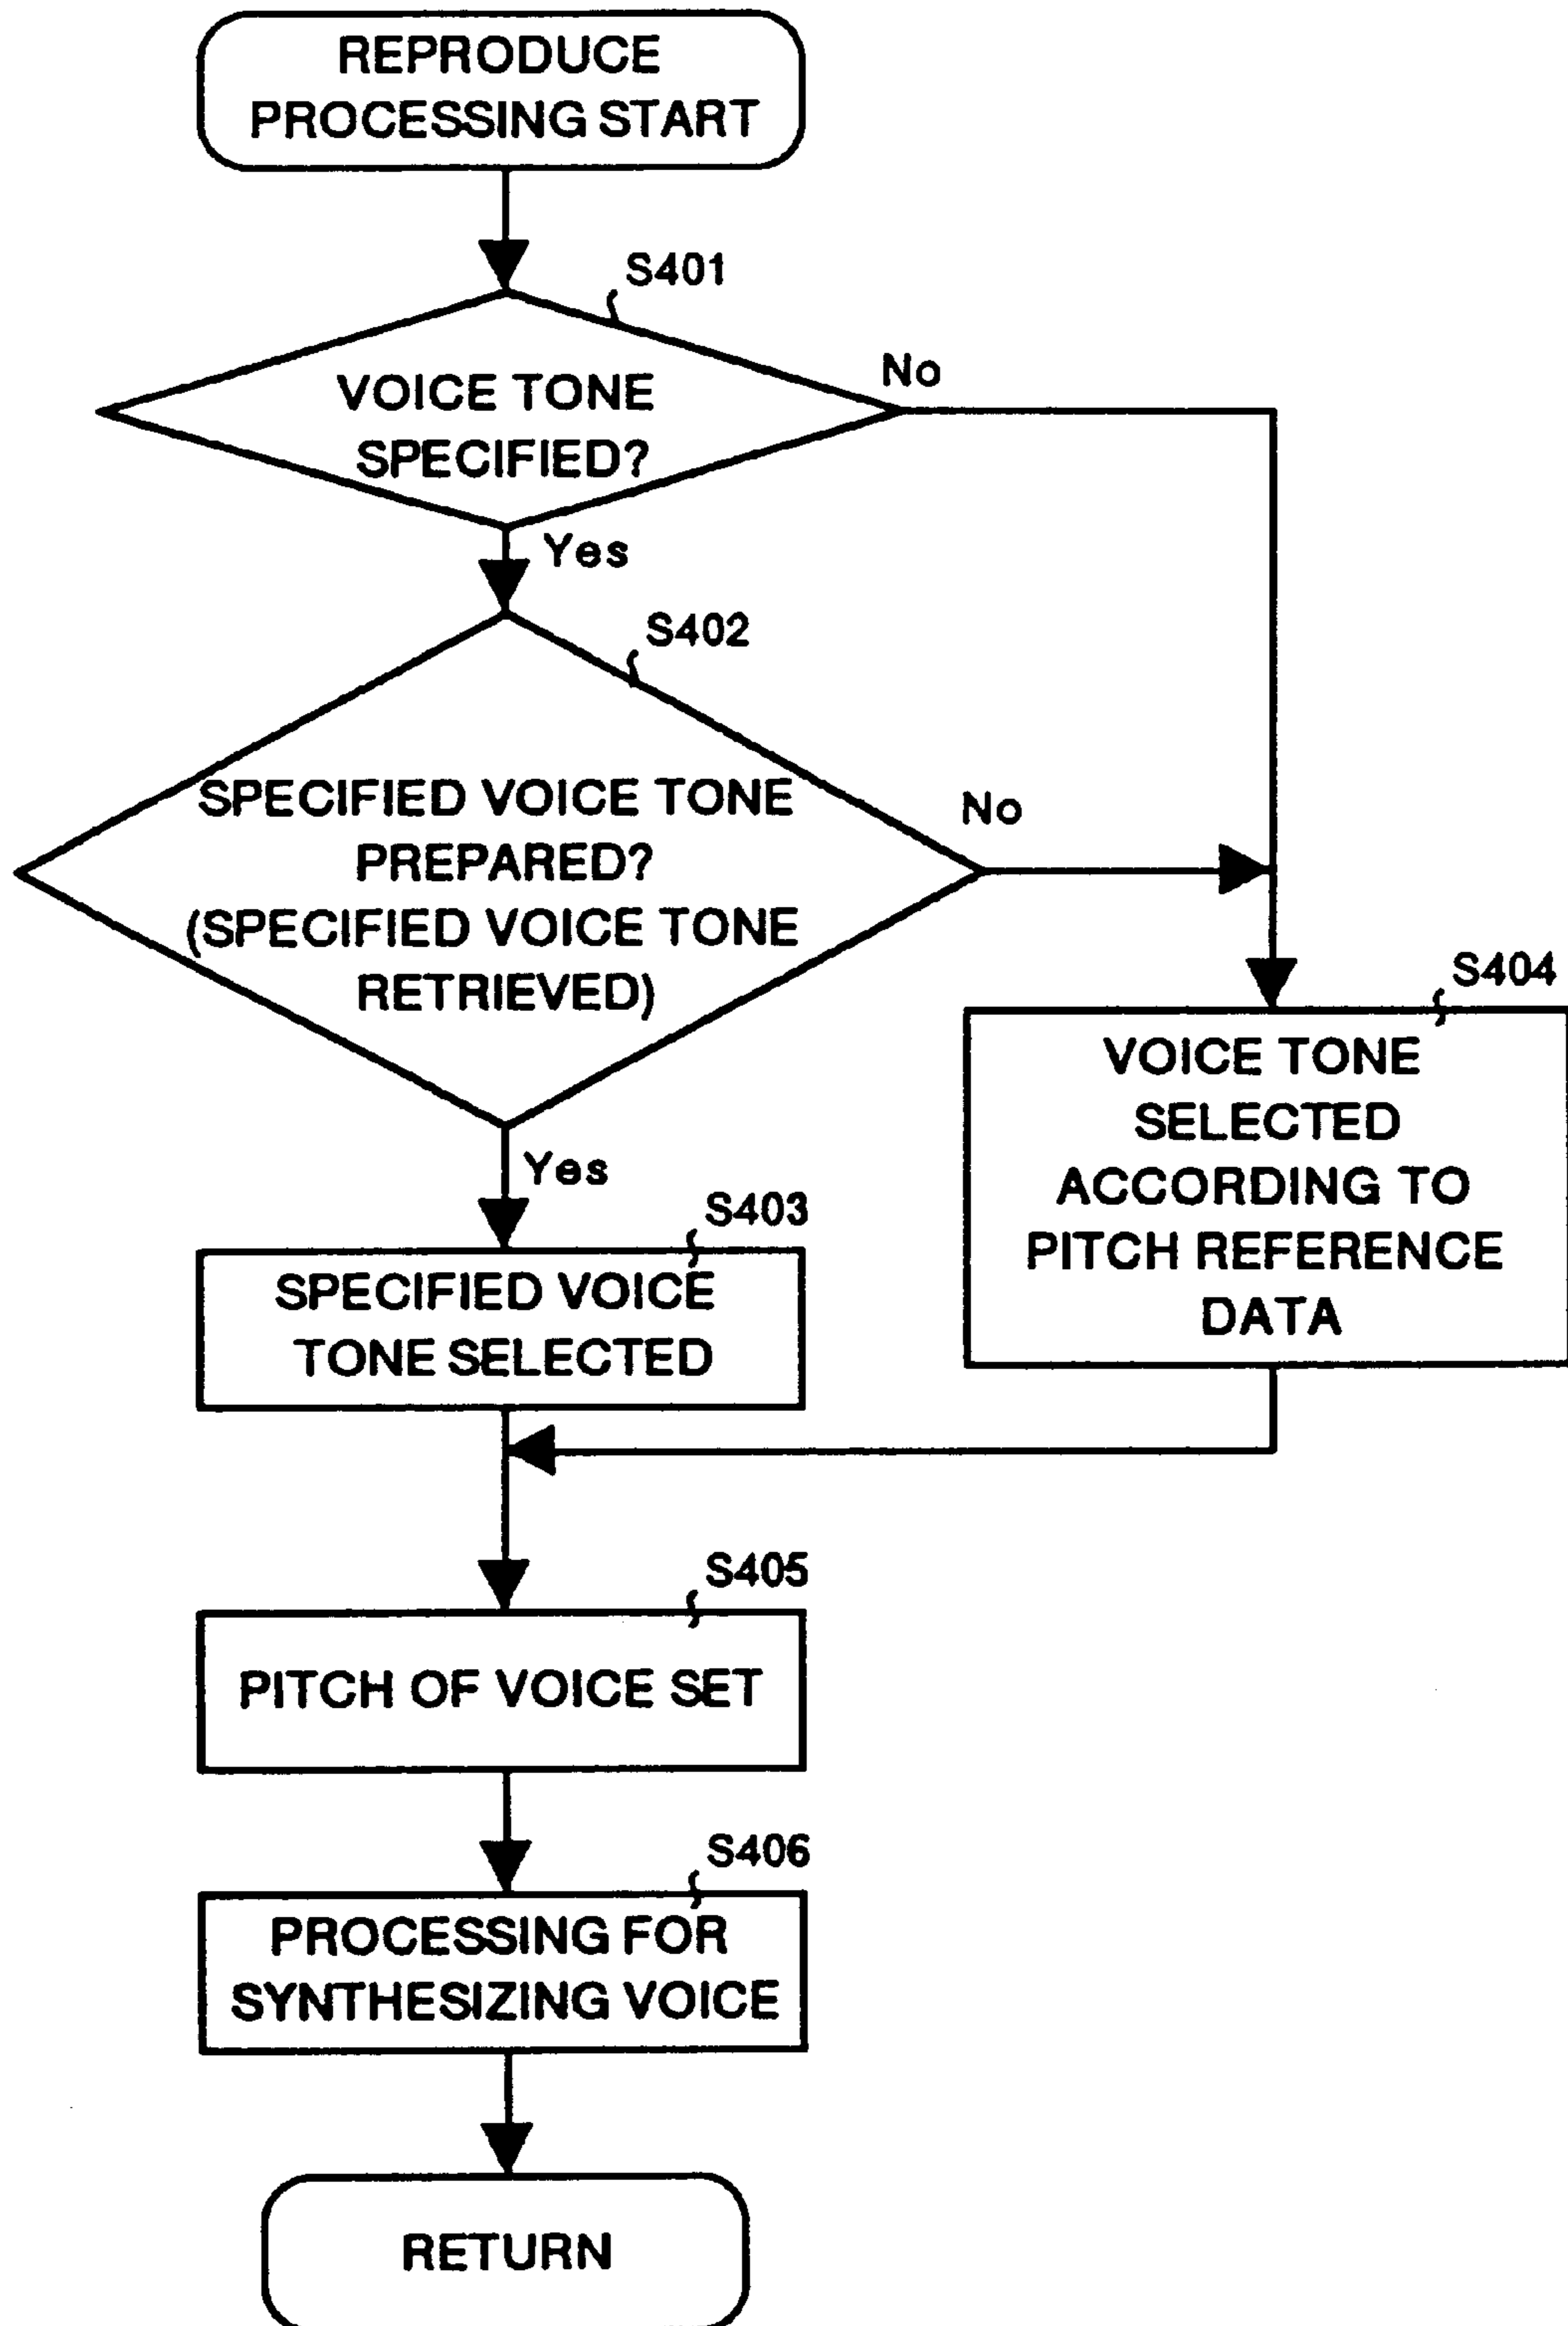 REPRODUCE
PROCESSING START
S401
VOICE TONE
SPECIFIED?
No
Yes
S402
SPECIFIED VOICE TONE
PREPARED?
(SPECIFIED VOICE TONE
RETRIEVED)
No
Yes
S403
SPECIFIED VOICE
TONE SELECTED
S404
VOICE TONE
SELECTED
ACCORDING TO
PITCH REFERENCE
DATA
S405
PITCH OF VOICE SET
S406
PROCESSING FOR
SYNTHESIZING VOICE
RETURN